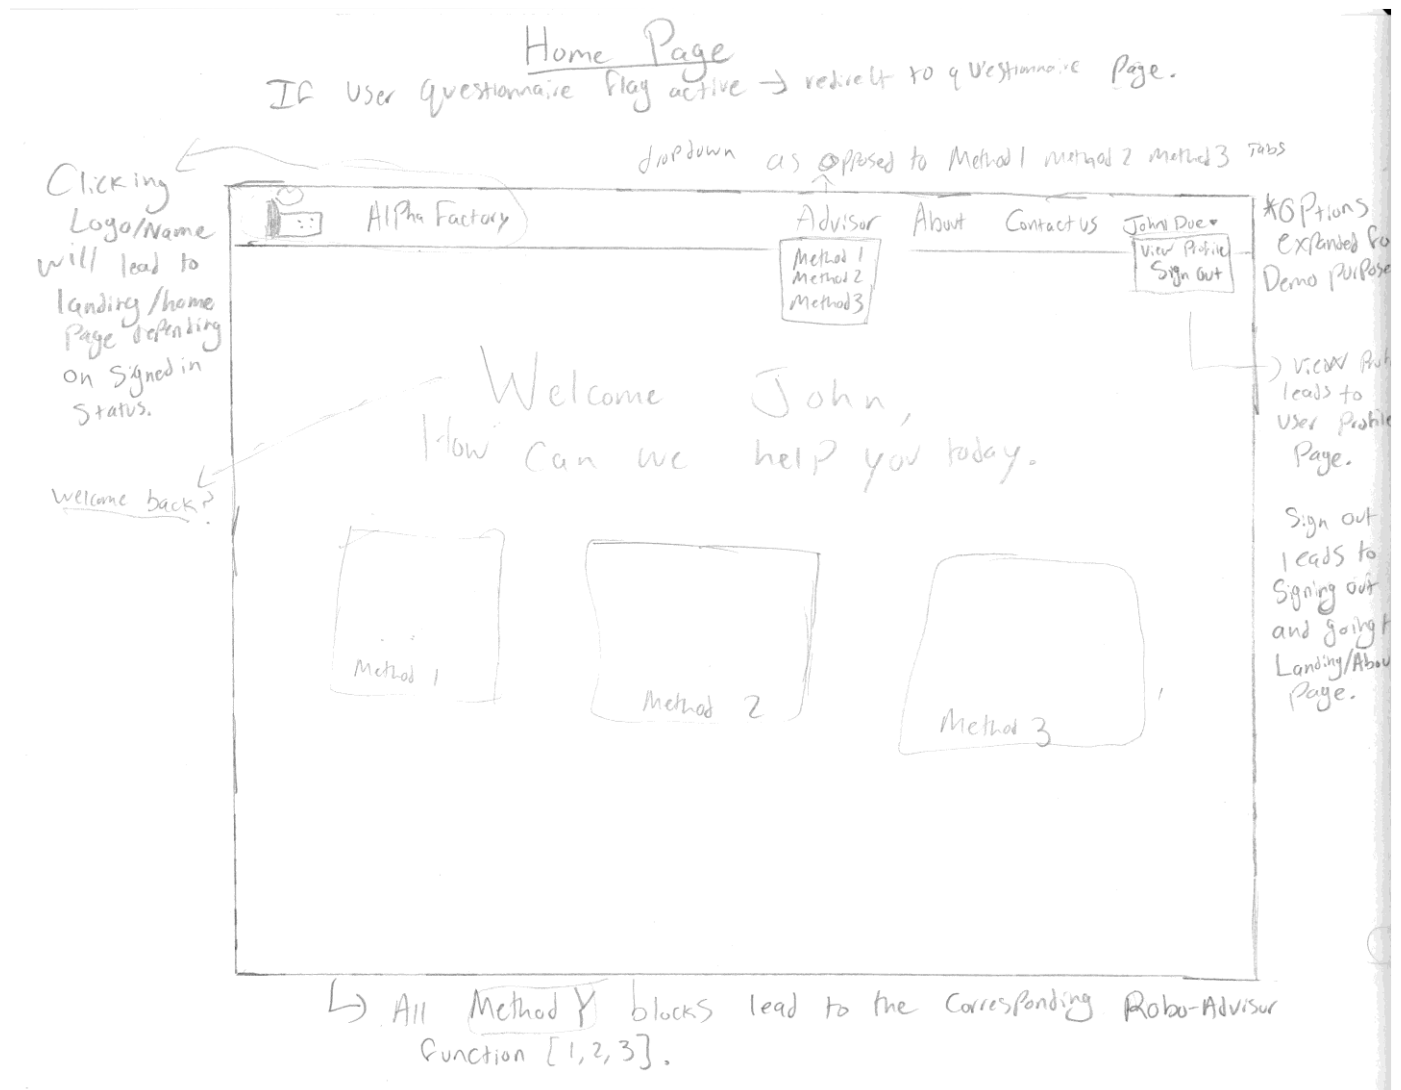 Home Page
If user questionnaire flag active → redirect to questionnaire page.
dropdown as opposed to Method 1 Method 2 Method 3 Tabs
Clicking
Logo/Name
will lead to
landing/home
Page depending
on signed in
status.
Welcome back?
Alpha Factory
Advisor
About
Contact us
John Doe
Method 1
Method 2
Method 3
View Profile
Sign out
Welcome John,
How can we help you today.
Method 1
Method 2
Method 3
*Options
expanded fo
Demo purpose
View Prof
leads to
user Profile
Page.
Sign out
leads to
Signing out
and going t
Landing/Abou
Page.
↳ All Method Y blocks lead to the corresponding Robo-Advisor
function [1,2,3].